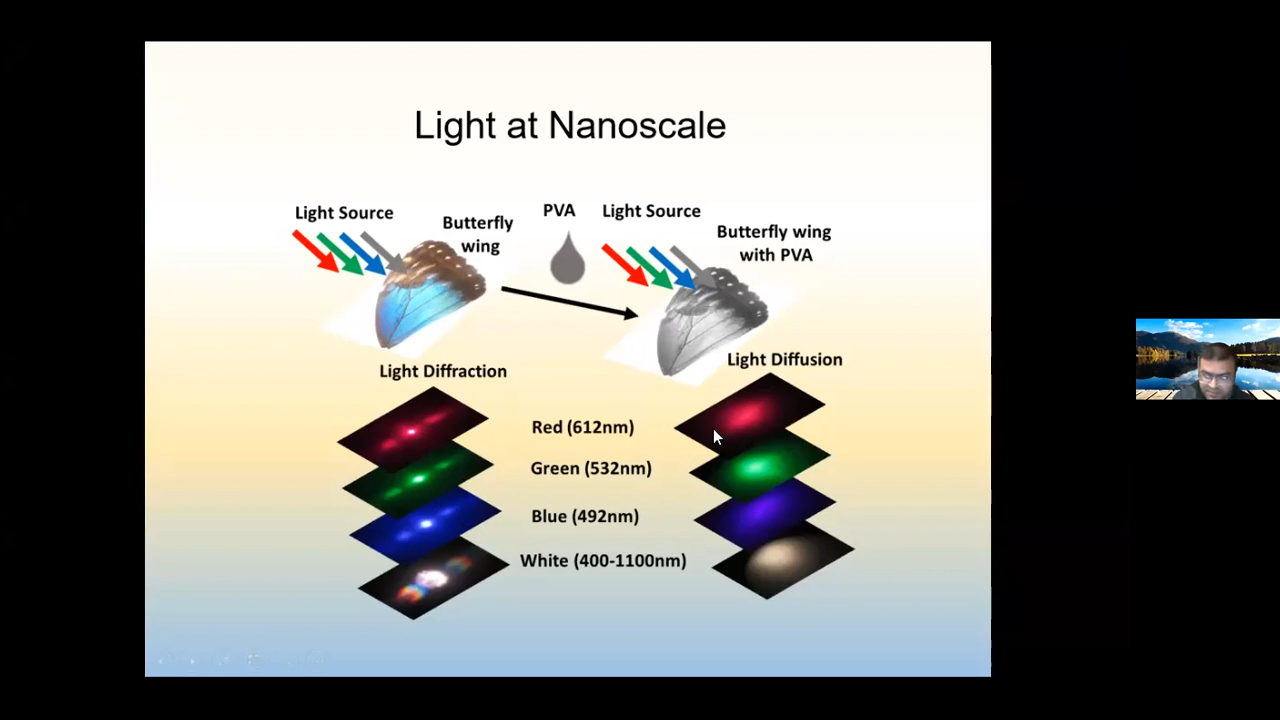 Light at Nanoscale
Light Source
Butterfly
wing
PVA
Light Source
Butterfly wing
with PVA
Light Diffraction
Light Diffusion
Red (612nm)
Green (532nm)
Blue (492nm)
White (400-1100nm)